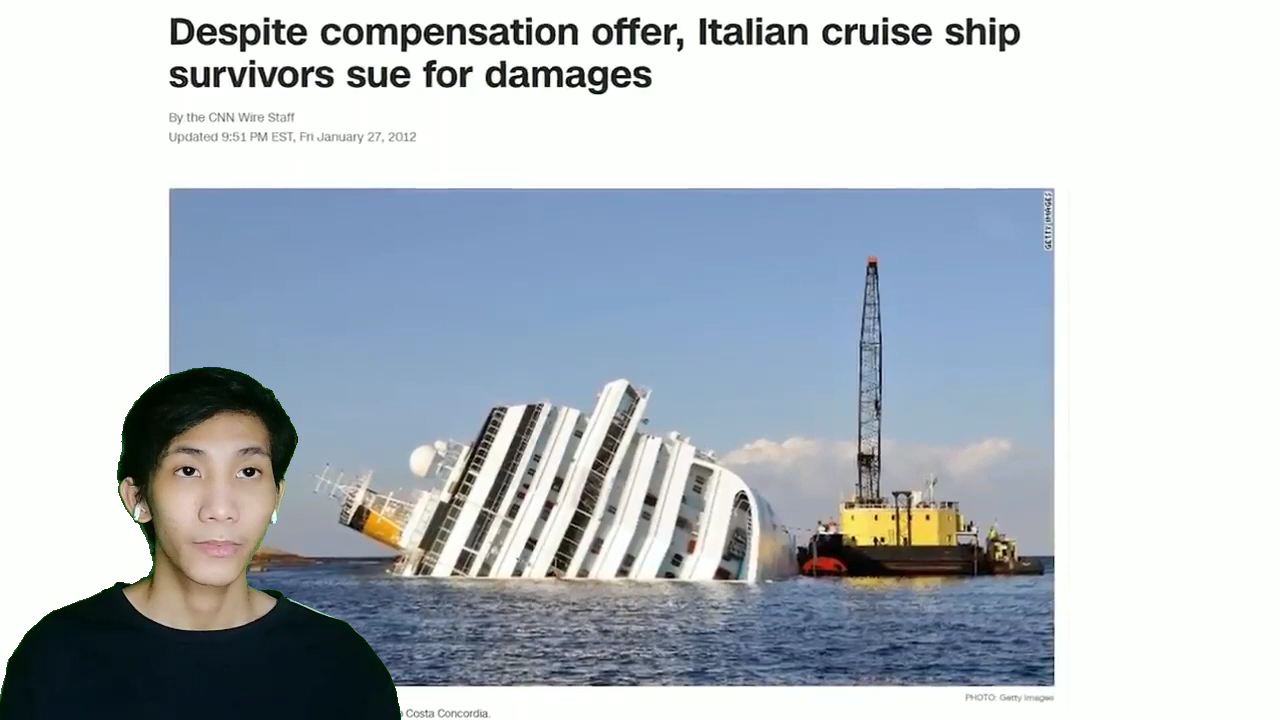 Despite compensation offer, Italian cruise ship
survivors sue for damages
By the CNN Wire Staff
Updated 9:51 PM EST, Fri January 27, 2012
GETTY IMAGES
PHOTO: Getty Images
Costa Concordia.